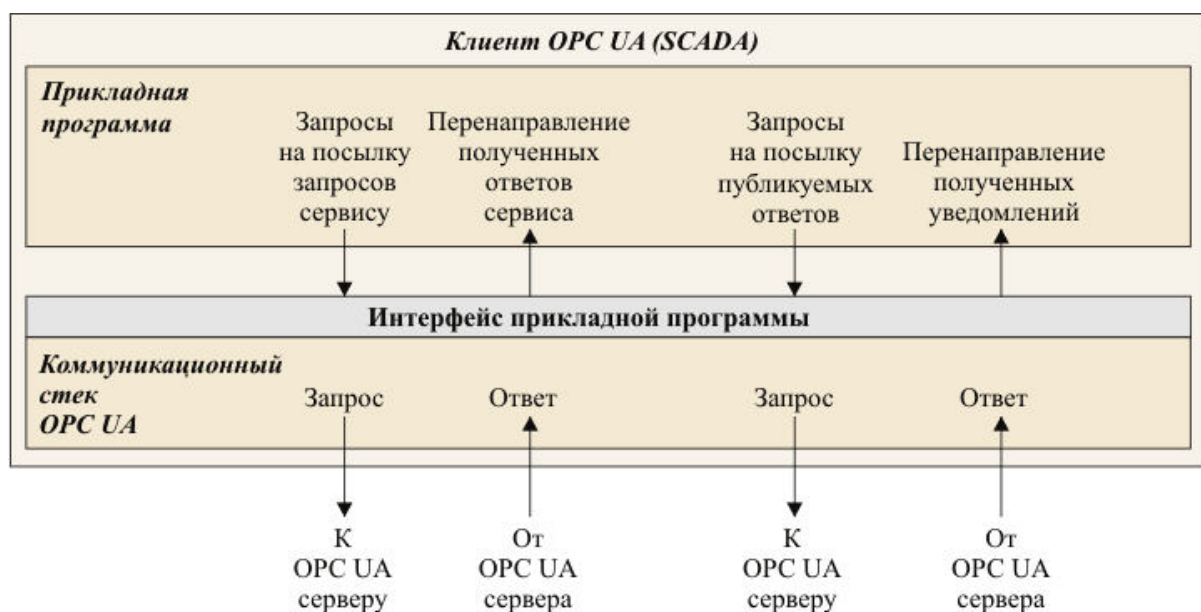 Клиент OPC UA (SCADA)
Прикладная
программа
Запросы
на посылку
запросов
сервису
Перенаправление
полученных
ответов
сервиса
Запросы
на посылку
публикуемых
ответов
Перенаправление
полученных
уведомлений
Интерфейс прикладной программы
Коммуникационный
стек
OPC UA
Запрос
Ответ
Запрос
Ответ
К
OPC UA
серверу
От
OPC UA
сервера
К
OPC UA
серверу
От
OPC UA
сервера